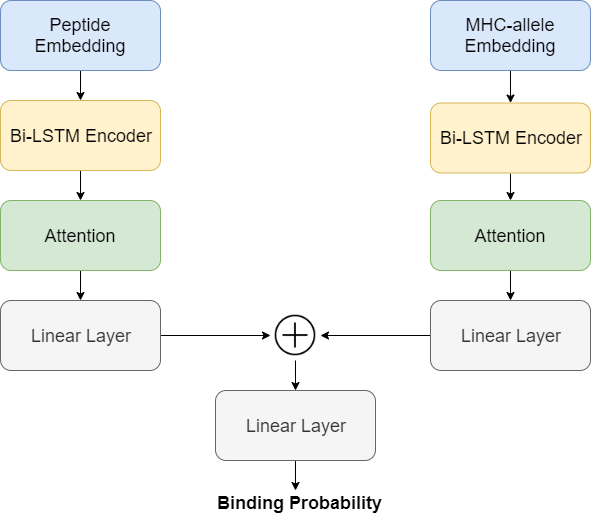 Peptide
Embedding
MHC-allele
Embedding
Bi-LSTM Encoder
Bi-LSTM Encoder
Attention
Attention
Linear Layer
Linear Layer
Linear Layer
Binding Probability